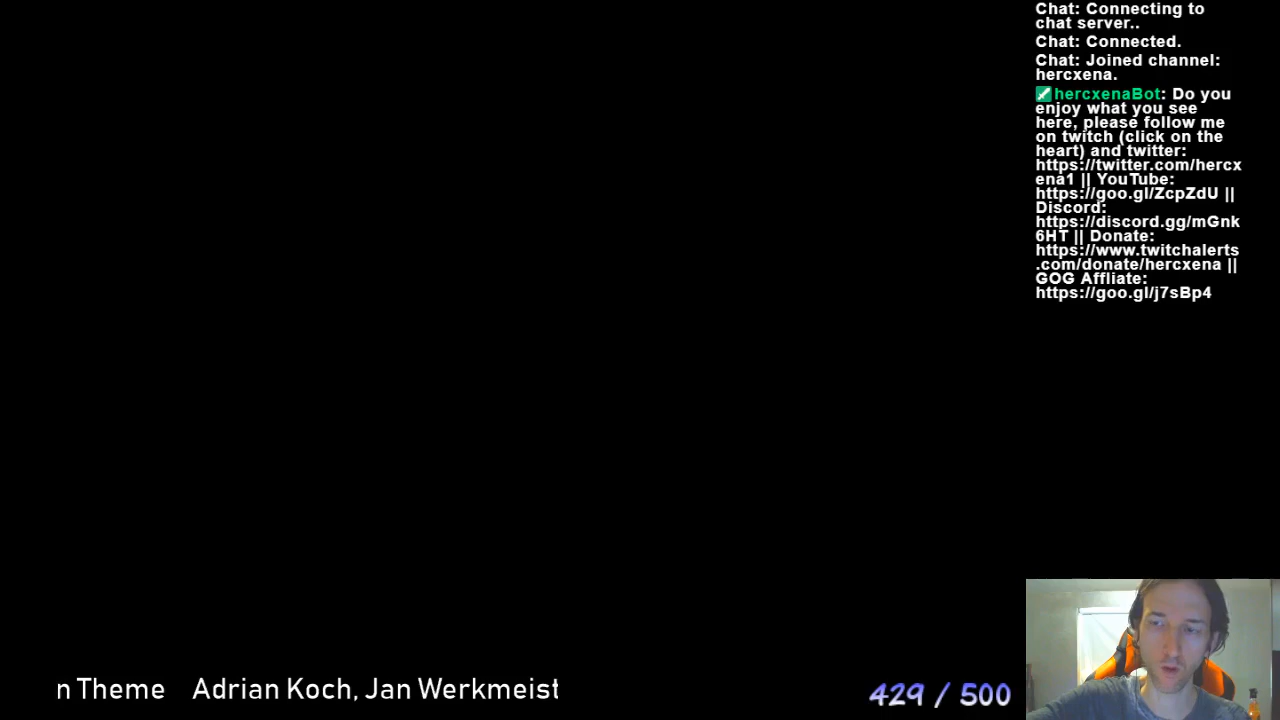 Chat: Connecting to
chat server..
Chat: Connected.
Chat: Joined channel:
hercxena.
hercxenaBot: Do you
enjoy what you see
here, please follow me
on twitch (click on the
heart) and twitter:
https://twitter.com/hercx
ena1 || YouTube:
https://goo.gl/ZcpZdU ||
Discord:
https://discord.gg/mGnk
6HT || Donate:
https://www.twitchalerts
.com/donate/hercxena ||
GOG Affliate:
https://goo.gl/j7sBp4
n Theme Adrian Koch, Jan Werkmeist
429 / 500